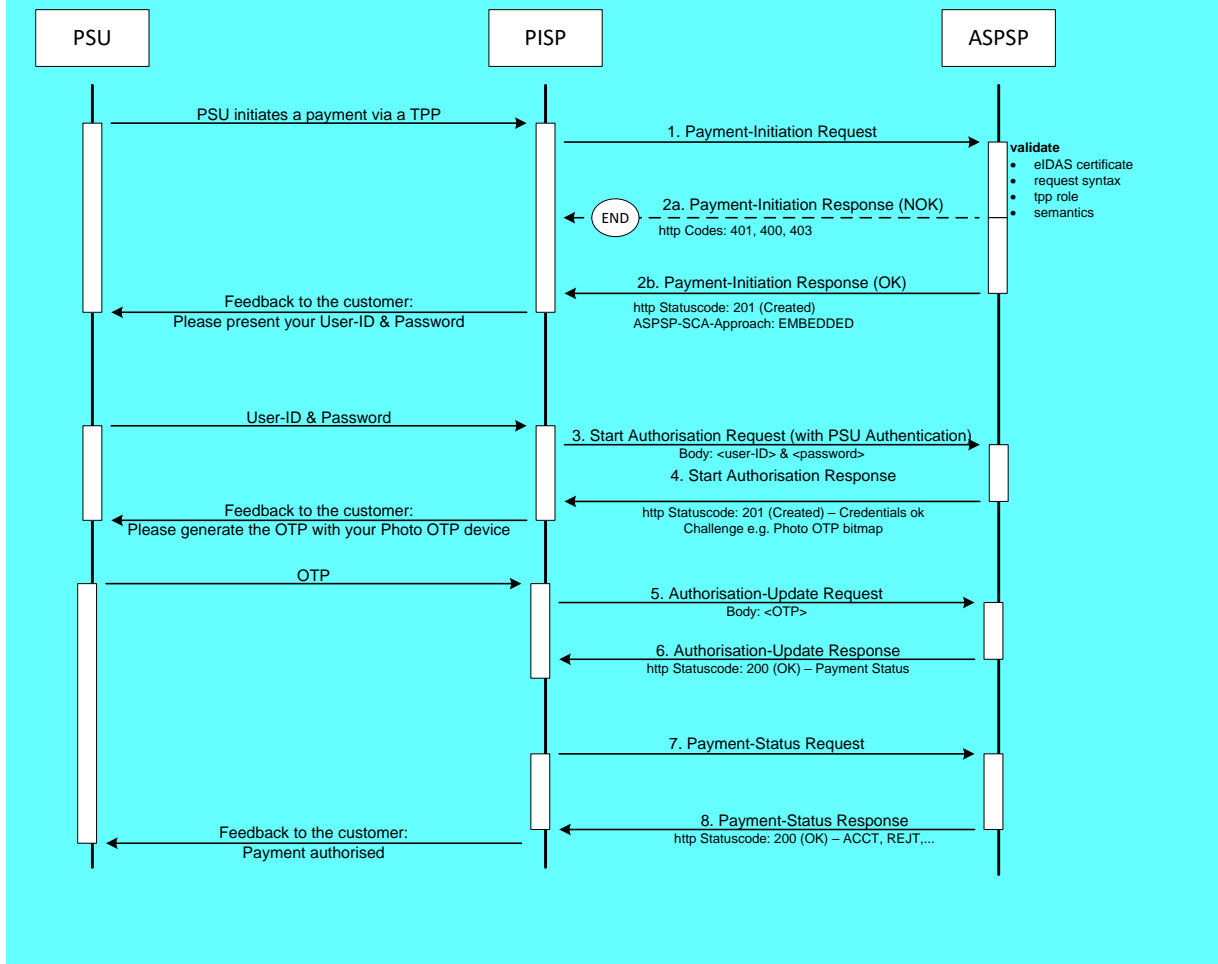 PSU
PISP
ASPSP
PSU initiates a payment via a TPP
1. Payment-Initiation Request
validate
• eIDAS certificate
• request syntax
• tpp role
• semantics
2a. Payment-Initiation Response (NOK)
END
http Codes: 401, 400, 403
2b. Payment-Initiation Response (OK)
http Statuscode: 201 (Created)
ASPSP-SCA-Approach: EMBEDDED
Feedback to the customer:
Please present your User-ID & Password
User-ID & Password
3. Start Authorisation Request (with PSU Authentication)
Body: <user-ID> & <password>
4. Start Authorisation Response
http Statuscode: 201 (Created) – Credentials ok
Challenge e.g. Photo OTP bitmap
Feedback to the customer:
Please generate the OTP with your Photo OTP device
OTP
5. Authorisation-Update Request
Body: <OTP>
6. Authorisation-Update Response
http Statuscode: 200 (OK) – Payment Status
7. Payment-Status Request
8. Payment-Status Response
http Statuscode: 200 (OK) – ACCT, REJT,...
Feedback to the customer:
Payment authorised